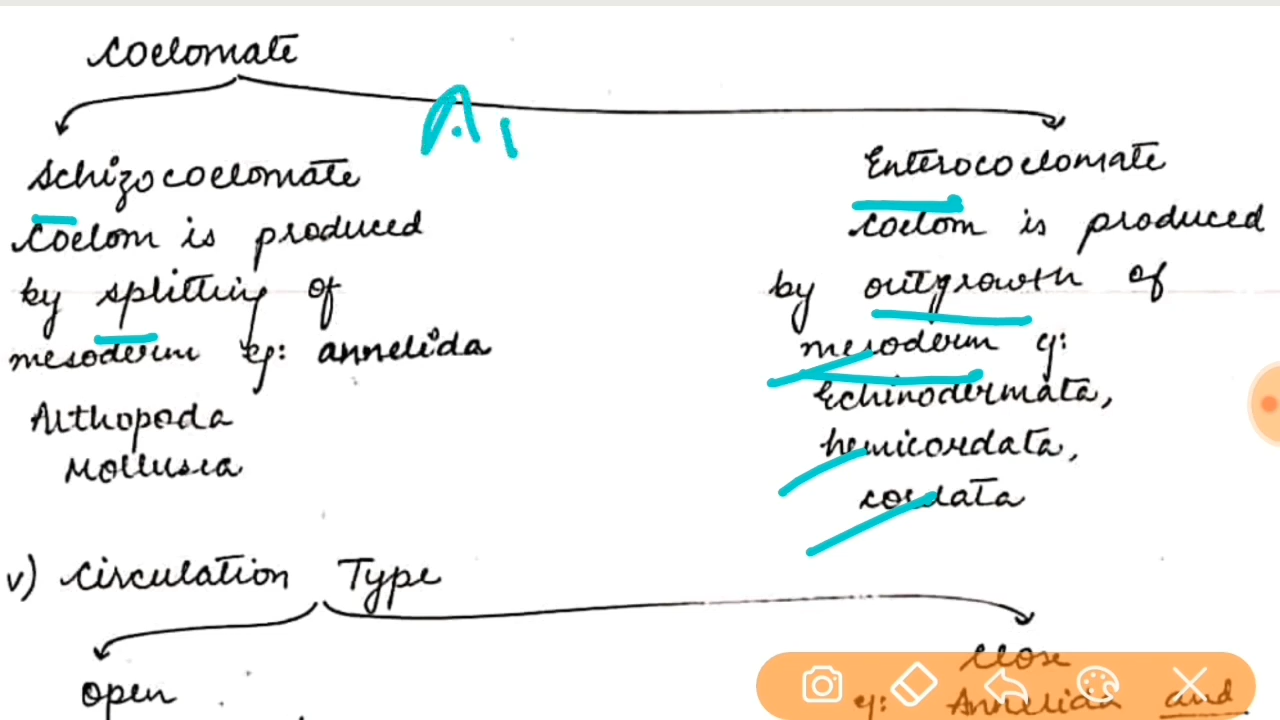 Coelomate
A1
Schizocoelomate
Coelom is produced
by splitting of
mesoderm eg: annelida
Arthopoda
Mollusca
Enterocoelomate
Coelom is produced
by outgrowth of
mesoderm eg:
Echinodermata,
hemicordata,
cordata
v) Circulation Type
open
Close
eg: Annelida and